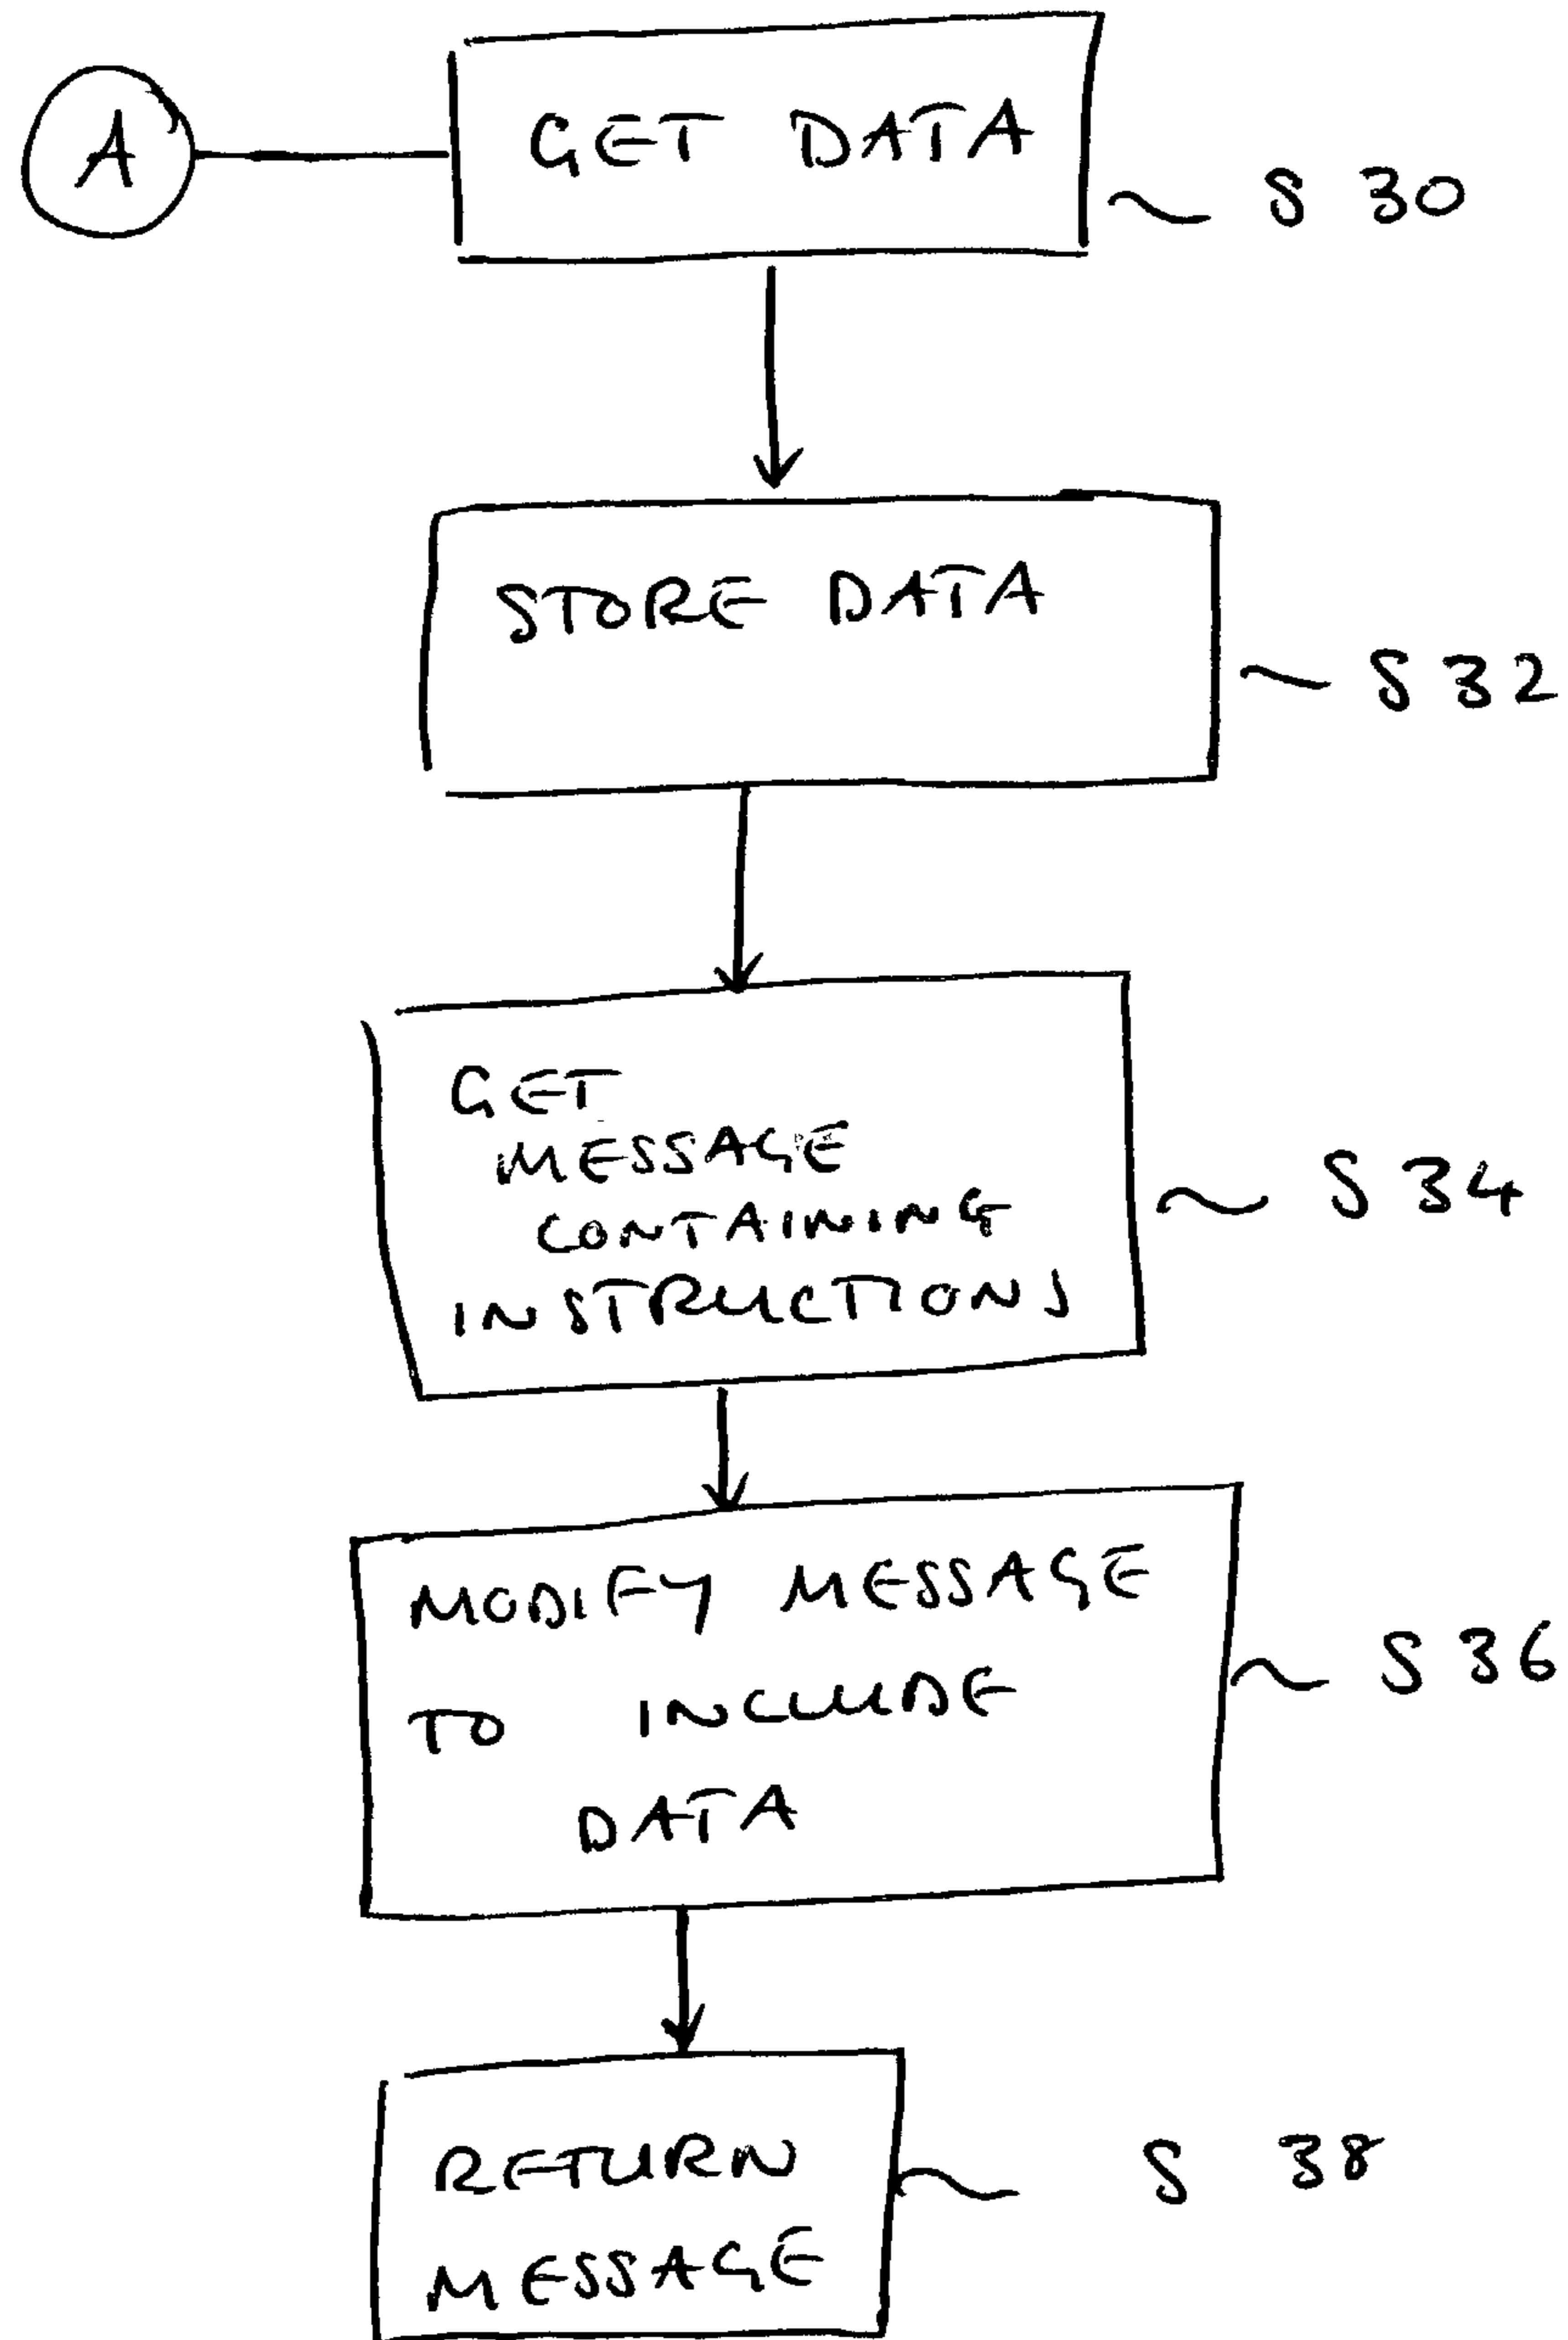 A
GET DATA
S 30
STORE DATA
S 32
GET
MESSAGE
CONTAINING
INSTRUCTIONS
S 34
MODIFY MESSAGE
TO INCLUDE
DATA
S 36
RETURN
MESSAGE
S 38